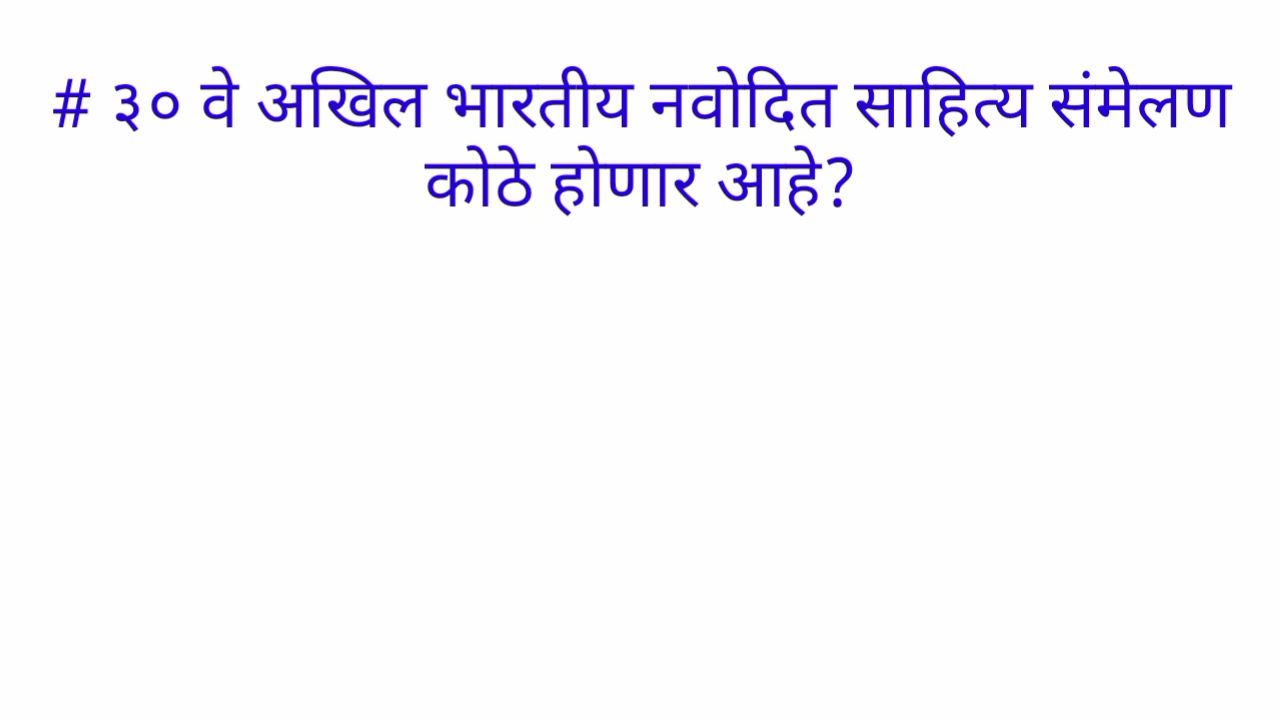 # ३० वे अखिल भारतीय नवोदित साहित्य संमेलण
कोठे होणार आहे?